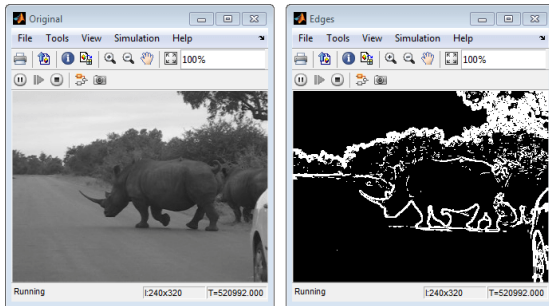 Original
File Tools View Simulation Help
100%
Running I:240x320 T=520992.000
Edges
File Tools View Simulation Help
100%
Running I:240x320 T=520992.000